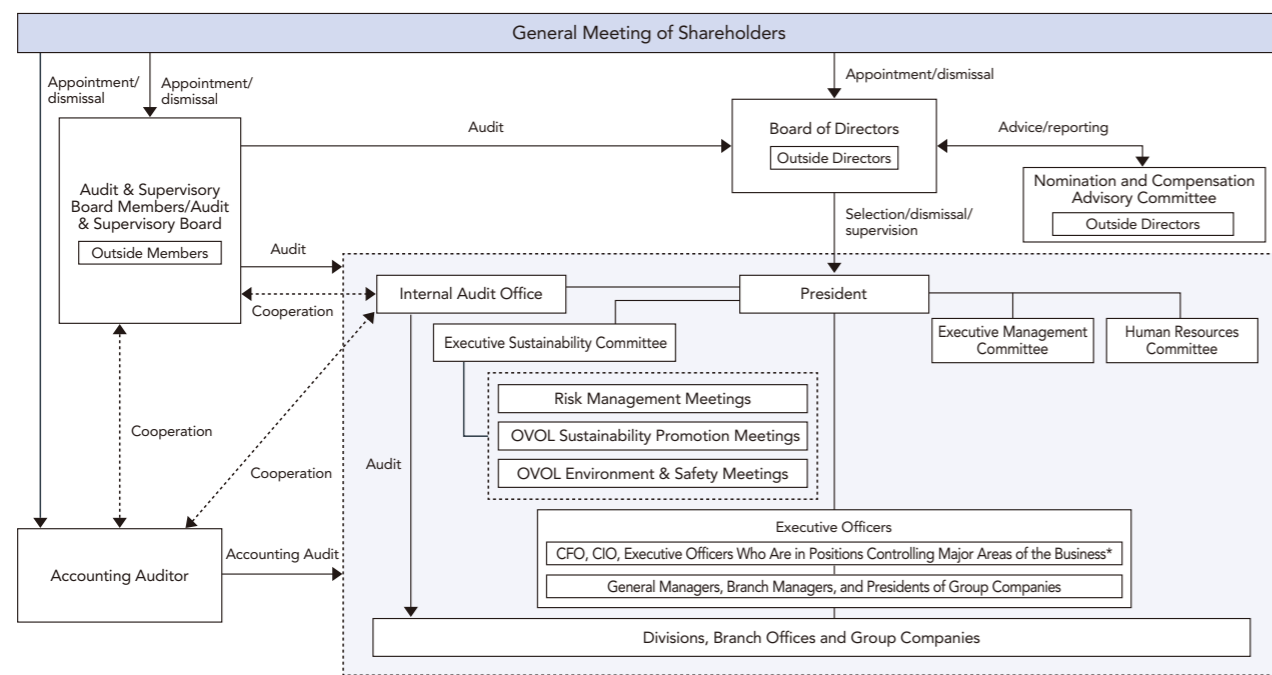 General Meeting of Shareholders
Appointment/
dismissal
Appointment/
dismissal
Appointment/dismissal
Audit
Board of Directors
Outside Directors
Advice/reporting
Nomination and Compensation
Advisory Committee
Outside Directors
Audit & Supervisory
Board Members/Audit
& Supervisory Board
Outside Members
Selection/dismissal/
supervision
Audit
Cooperation
Internal Audit Office
President
Executive Sustainability Committee
Executive Management
Committee
Human Resources
Committee
Risk Management Meetings
OVOL Sustainability Promotion Meetings
OVOL Environment & Safety Meetings
Cooperation
Cooperation
Audit
Executive Officers
CFO, CIO, Executive Officers Who Are in Positions Controlling Major Areas of the Business*
General Managers, Branch Managers, and Presidents of Group Companies
Accounting Auditor
Accounting Audit
Divisions, Branch Offices and Group Companies